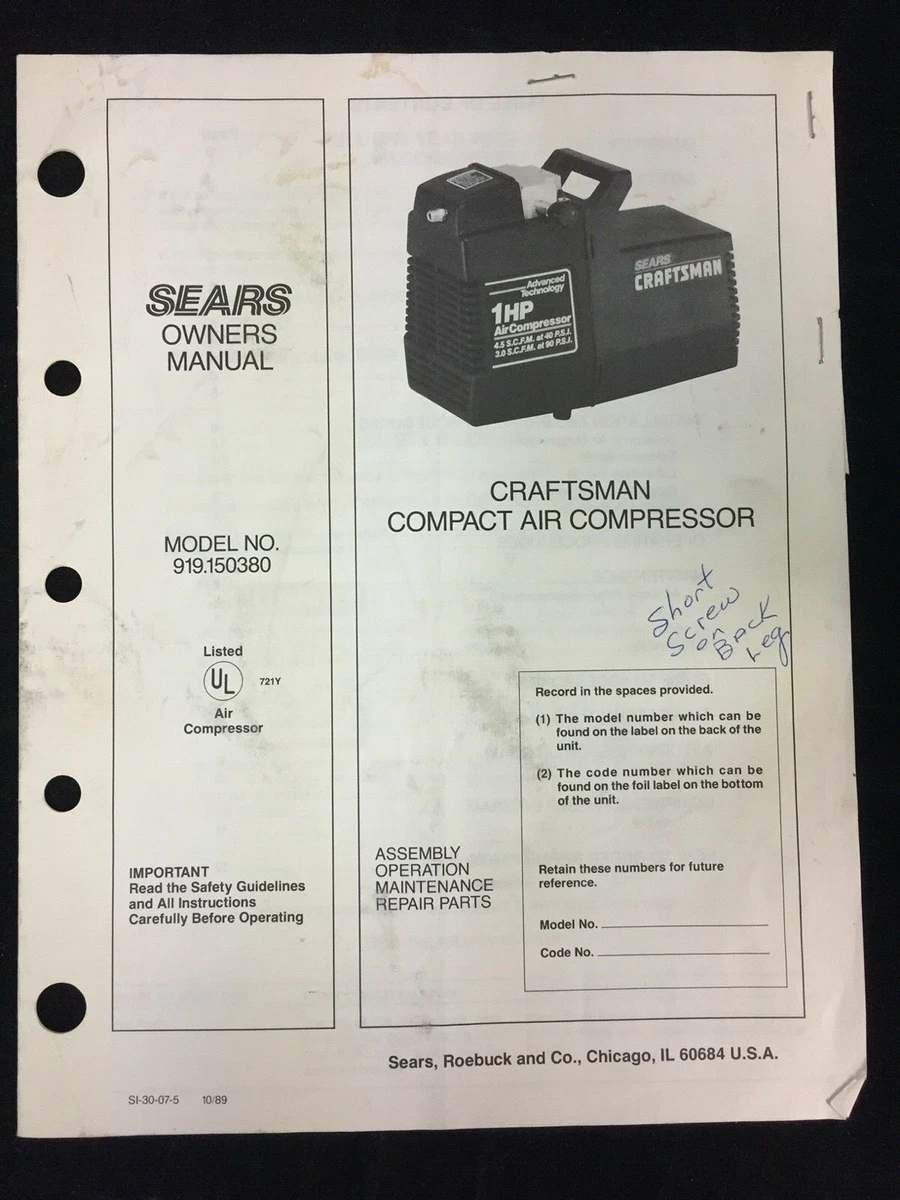 SEARS
OWNERS
MANUAL
MODEL NO.
919.150380
Listed
UL
721Y
Air
Compressor
IMPORTANT
Read the Safety Guidelines
and All Instructions
Carefully Before Operating
Advanced
Technology
1HP
Air Compressor
4.5 S.C.F.M. at 40 P.S.I.
3.0 S.C.F.M. at 90 P.S.I.
SEARS
CRAFTSMAN
CRAFTSMAN
COMPACT AIR COMPRESSOR
Short
Screw
on
Back
Leg
Record in the spaces provided.
(1) The model number which can be
found on the label on the back of the
unit.
(2) The code number which can be
found on the foil label on the bottom
of the unit.
Retain these numbers for future
reference.
Model No.
Code No.
ASSEMBLY
OPERATION
MAINTENANCE
REPAIR PARTS
Sears, Roebuck and Co., Chicago, IL 60684 U.S.A.
SI-30-07-5 10/89